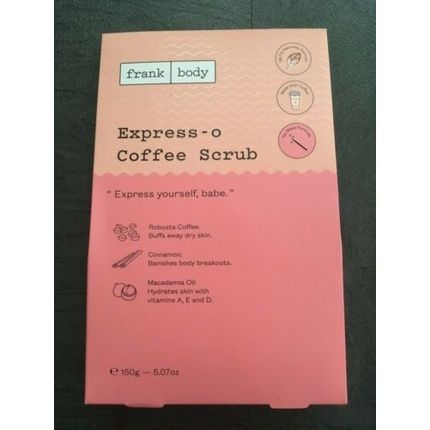 frank body
Express-o
Coffee Scrub
" Express yourself, babe. "
Robusta Coffee:
Buffs away dry skin.
Cinnamon:
Banishes body breakouts.
Macadamia Oil:
Hydrates skin with
vitamins A, E and D.
℮ 150g — 5.07oz